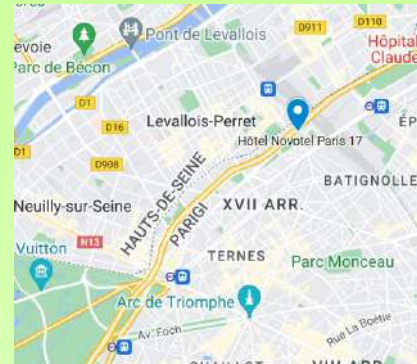 D911
D110
Pont de Levallois
evoie
Hôpital
Claude
Parc de Bécon
D1
Levallois-Perret
D16
ÉP
Hôtel Novotel Paris 17
D1
D908
HAUTS-DE-SEINE
PARIGI
BATIGNOLLE
Neuilly-sur-Seine
XVII ARR.
N13
Vuitton
TERNES
Parc Monceau
Arc de Triomphe
Av. Foch
Rue La Boétie